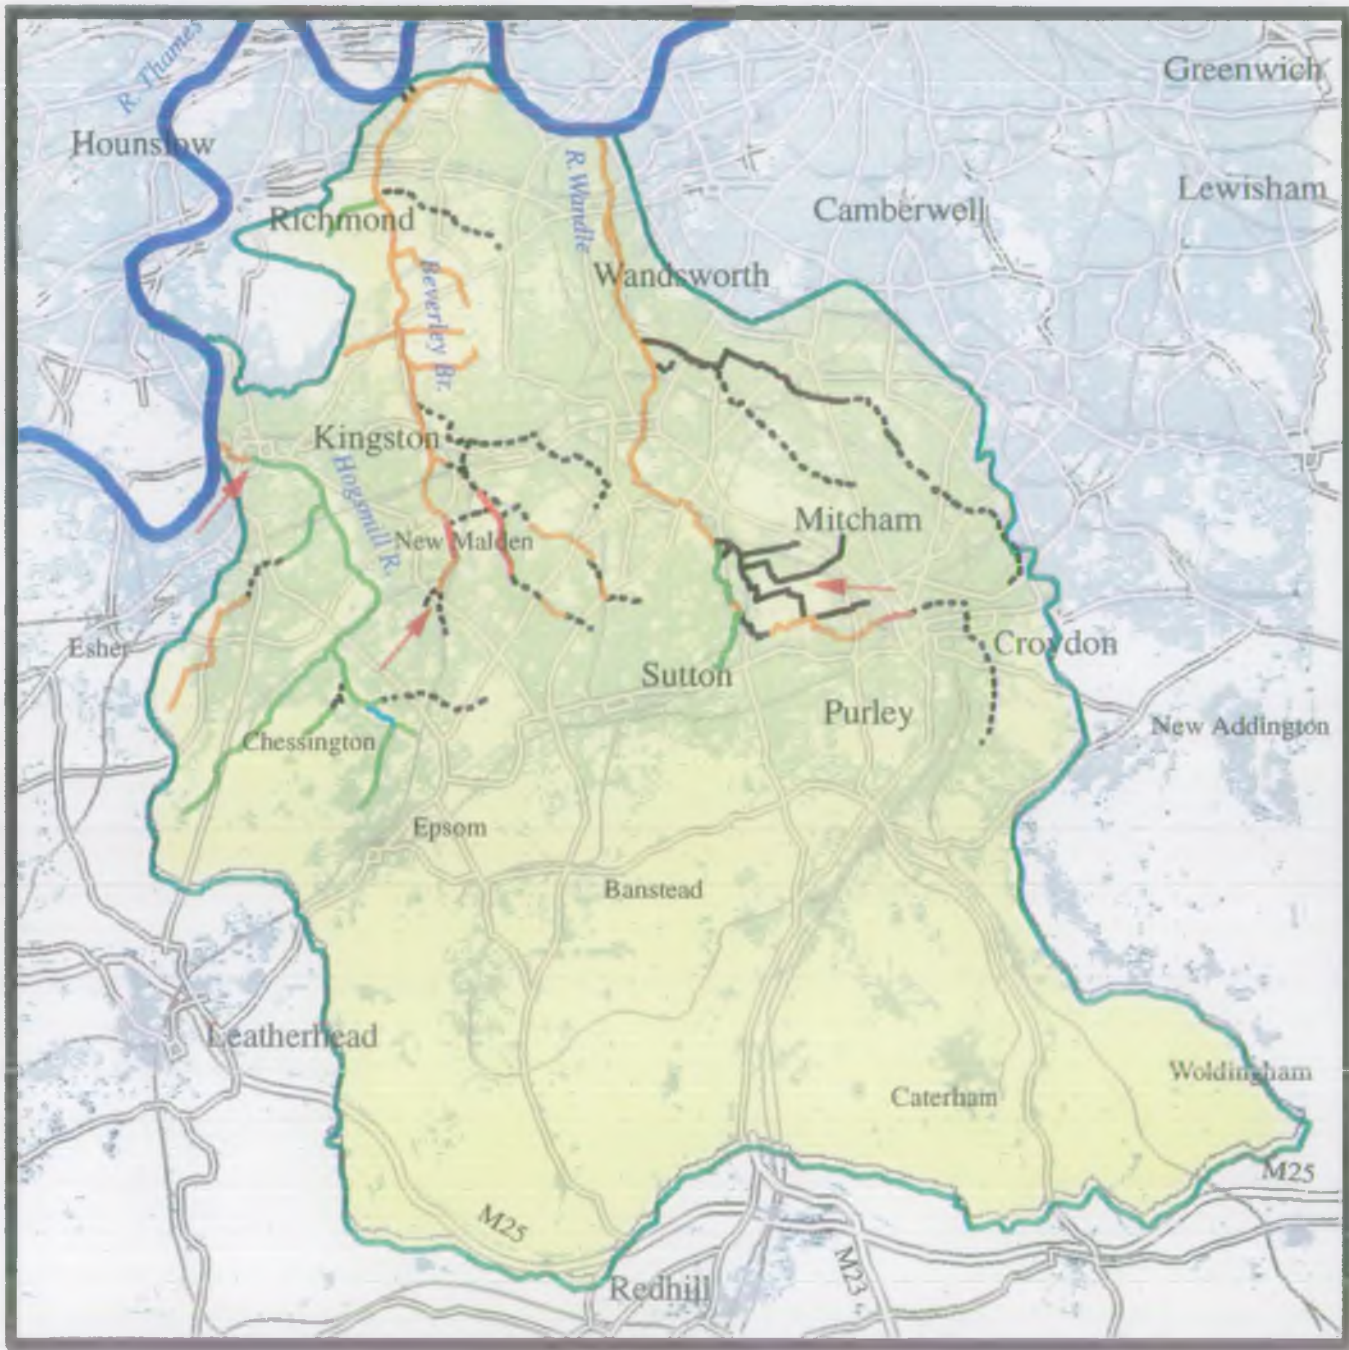 R. Thames
Greenwich
Hounslow
R. Wandle
Lewisham
Camberwell
Richmond
Wandsworth
Beverley Br.
Kingston
Hogsmill R.
Mitcham
New Malden
Esher
Croydon
Sutton
Purley
New Addington
Chessington
Epsom
Banstead
Leatherhead
Woldingham
Caterham
M25
M25
M23
Redhill